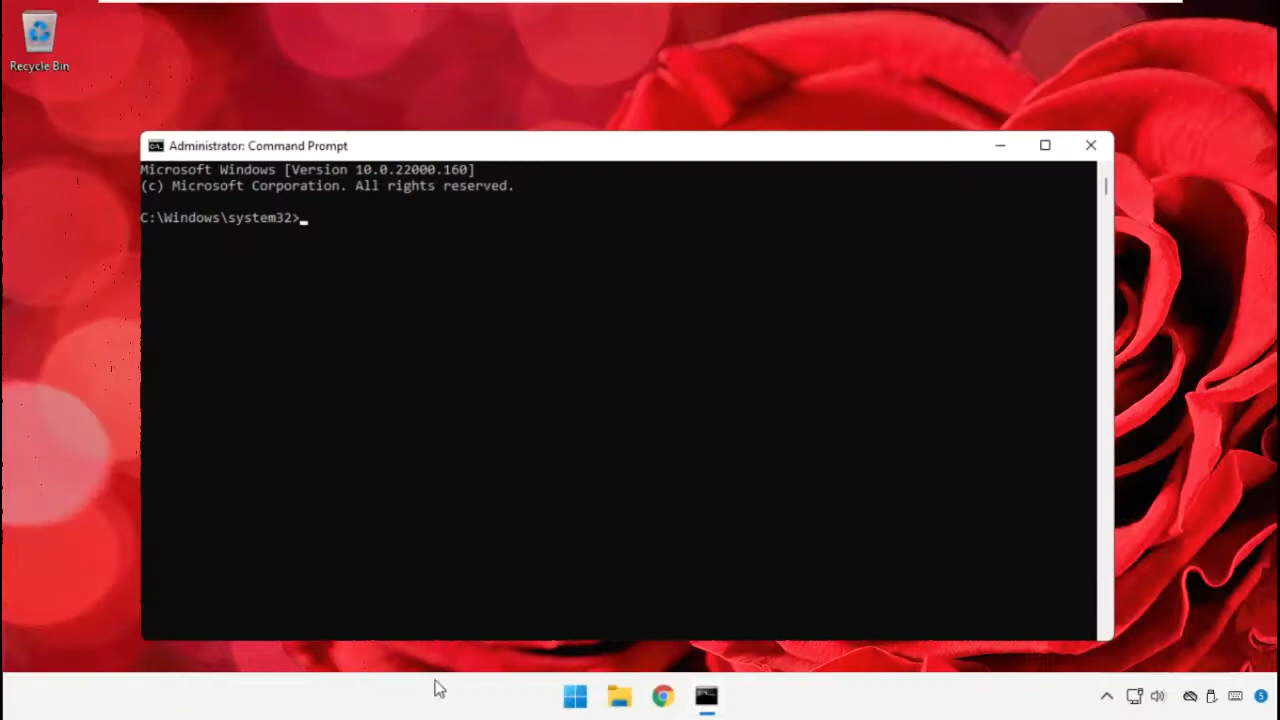 Recycle Bin
Administrator: Command Prompt
Microsoft Windows [Version 10.0.22000.160]
(c) Microsoft Corporation. All rights reserved.
C:\Windows\system32>
5